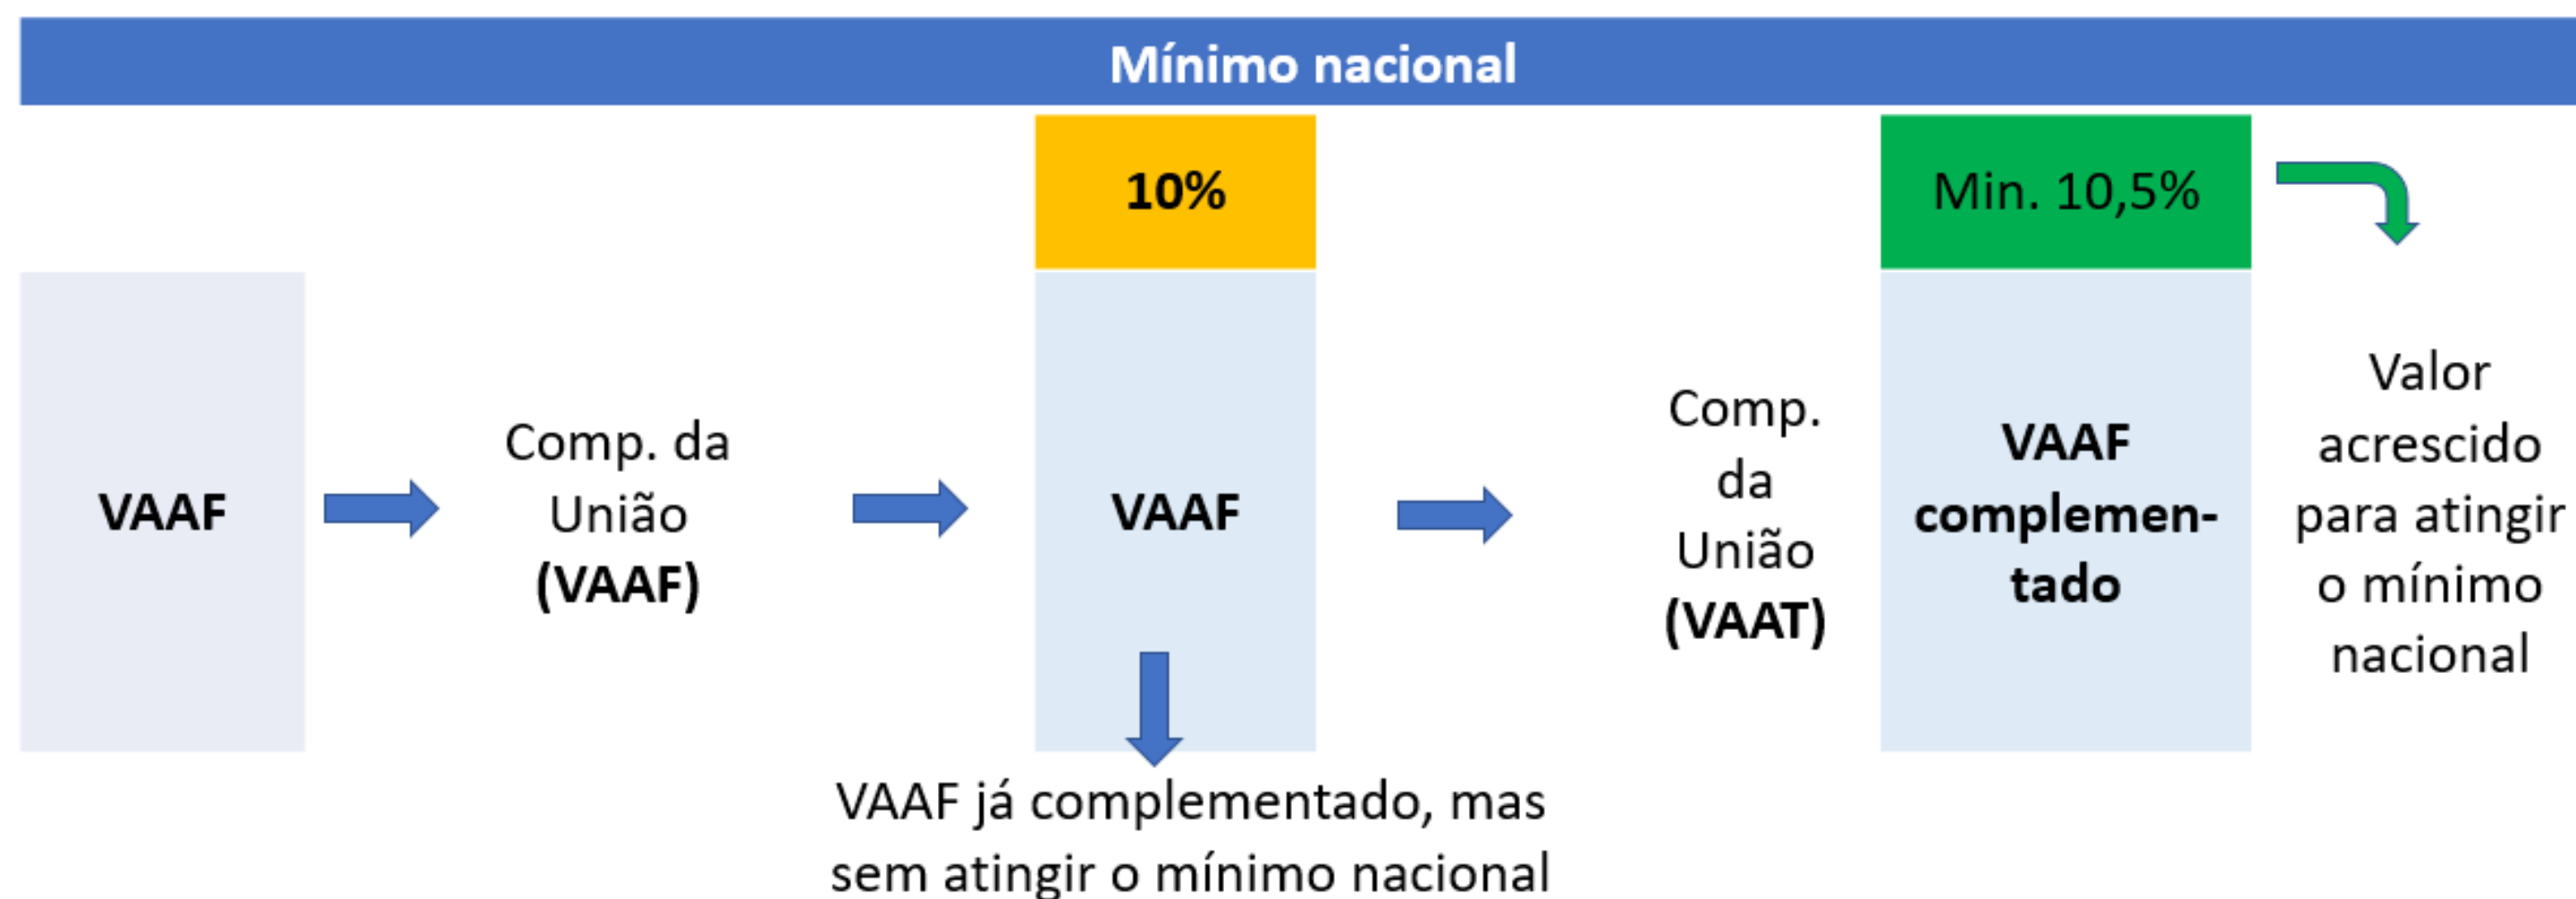 Mínimo nacional
VAAF
Comp. da
União
(VAAF)
10%
VAAF
VAAF já complementado, mas
sem atingir o mínimo nacional
Comp.
da
União
(VAAT)
Min. 10,5%
VAAF
complemen-
tado
Valor
acrescido
para atingir
o mínimo
nacional